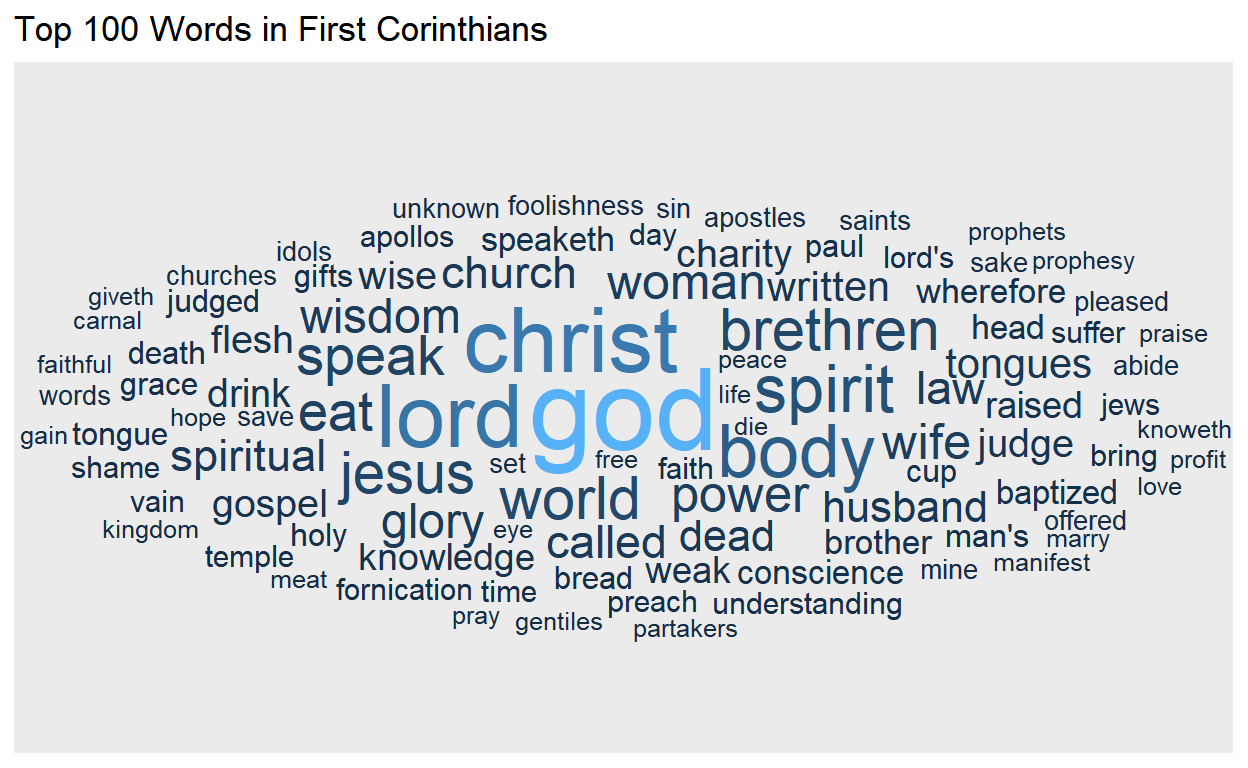 Top 100 Words in First Corinthians
unknown foolishness sin apostles saints
apollos speaketh day charity paul lord's prophets
idols sake prophesy
churches gifts wise church woman written wherefore pleased
giveth judged
carnal wisdom christ brethren head suffer praise
faithful death flesh speak peace tongues abide
words grace drink eat lord god life spirit law raised jews
hope save die knoweth
gain tongue body wife judge bring profit
shame spiritual jesus set free faith cup love
vain gospel world power husband baptized
kingdom holy glory eye called dead brother man's offered marry
temple knowledge bread weak conscience mine manifest
meat fornication time preach understanding
pray gentiles partakers